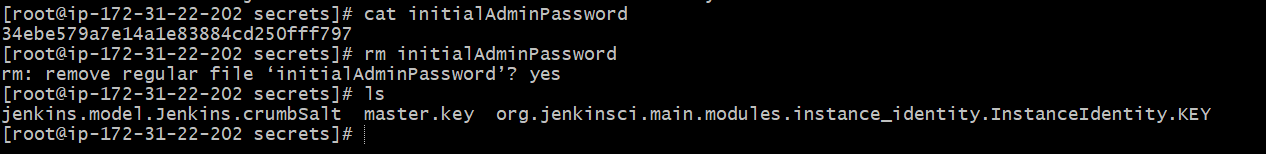 [root@ip-172-31-22-202 secrets]# cat initialAdminPassword
34ebe579a7e14a1e83884cd250fff797
[root@ip-172-31-22-202 secrets]# rm initialAdminPassword
rm: remove regular file ‘initialAdminPassword’? yes
[root@ip-172-31-22-202 secrets]# ls
jenkins.model.Jenkins.crumbSalt  master.key  org.jenkinsci.main.modules.instance_identity.InstanceIdentity.KEY
[root@ip-172-31-22-202 secrets]#